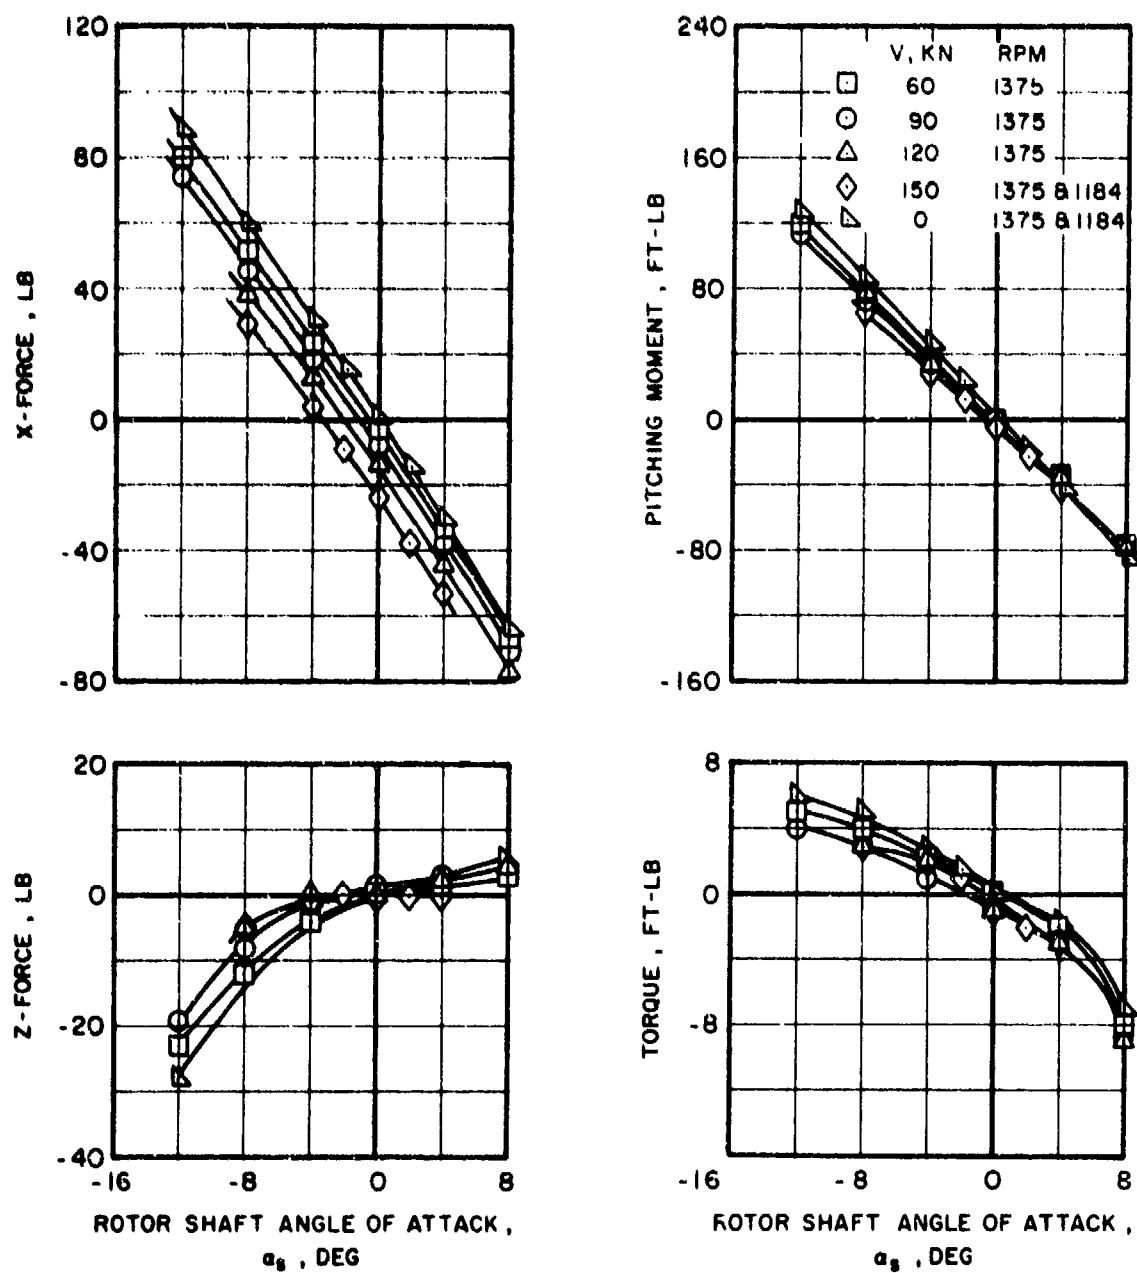 120
80
40
0
-40
-80
X-FORCE, LB
240
160
80
0
-80
-160
PITCHING MOMENT, FT-LB
V, KN RPM
60 1375
90 1375
120 1375
150 1375 & 1184
0 1375 & 1184
20
0
-20
-40
Z-FORCE, LB
-16 -8 0 8
ROTOR SHAFT ANGLE OF ATTACK,
αs, DEG
8
0
-8
TORQUE, FT-LB
-16 -8 0 8
ROTOR SHAFT ANGLE OF ATTACK,
αs, DEG